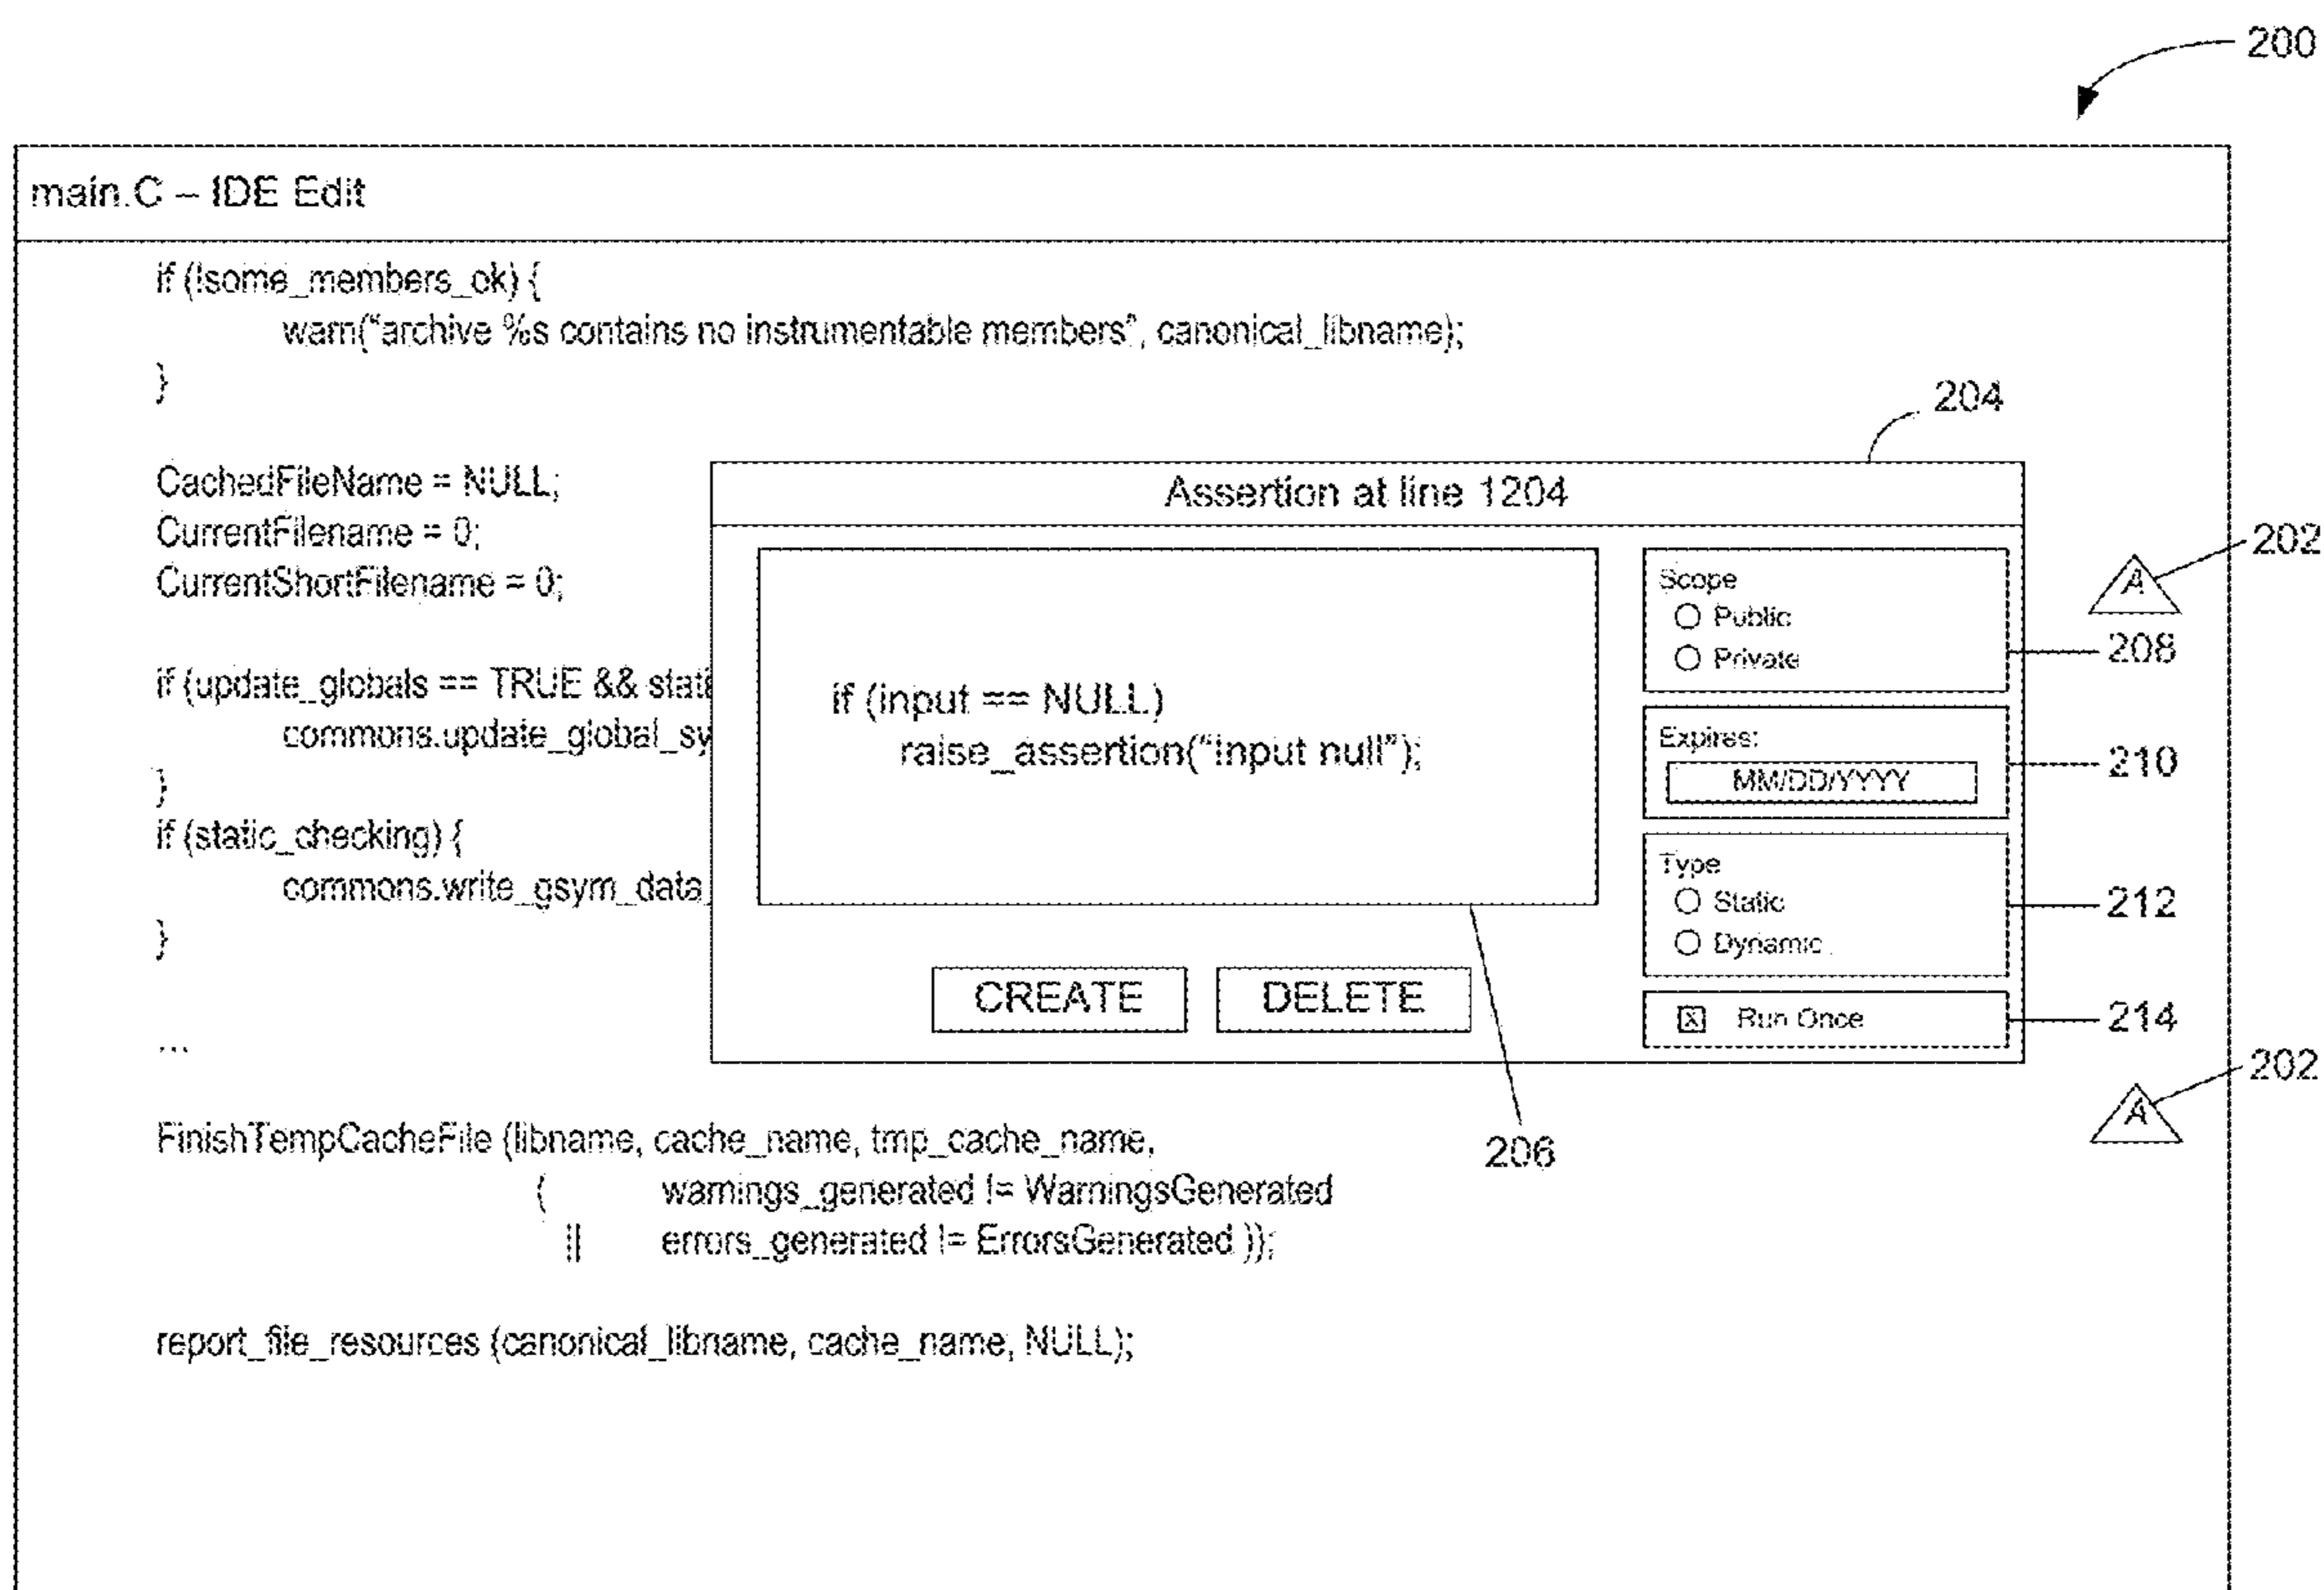 200
main.C – IDE Edit
if (!some_members_ok) {
warn("archive %s contains no instrumentable members", canonical_libname);
}
204
CachedFileName = NULL;
CurrentFilename = 0;
CurrentShortFilename = 0;
if (update_globals == TRUE && stati
commons.update_global_sy
}
if (static_checking) {
commons.write_gsym_data_
}
...
Assertion at line 1204
if (input == NULL)
raise_assertion("Input null");
CREATE
DELETE
Scope
Public
Private
Expires:
MM/DD/YYYY
Type
Static
Dynamic
X Run Once
A
202
208
210
212
214
A
202
206
FinishTempCacheFile (libname, cache_name, tmp_cache_name,
( warnings_generated != WarningsGenerated
|| errors_generated != ErrorsGenerated ));
report_file_resources (canonical_libname, cache_name, NULL);